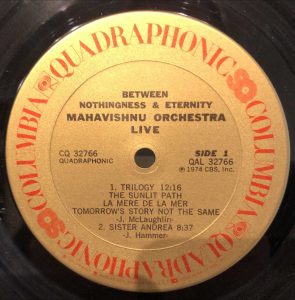 COLUMBIA QUADRAPHONIC SQ COLUMBIA SQ QUADRAPHONIC
BETWEEN
NOTHINGNESS & ETERNITY
MAHAVISHNU ORCHESTRA
LIVE
CQ 32766
QUADRAPHONIC
SIDE 1
QAL 32766
℗ 1974 CBS, Inc.
1. TRILOGY 12:16
THE SUNLIT PATH
LA MERE DE LA MER
TOMORROW'S STORY NOT THE SAME
-J. McLaughlin-
2. SISTER ANDREA 8:37
-J. Hammer-